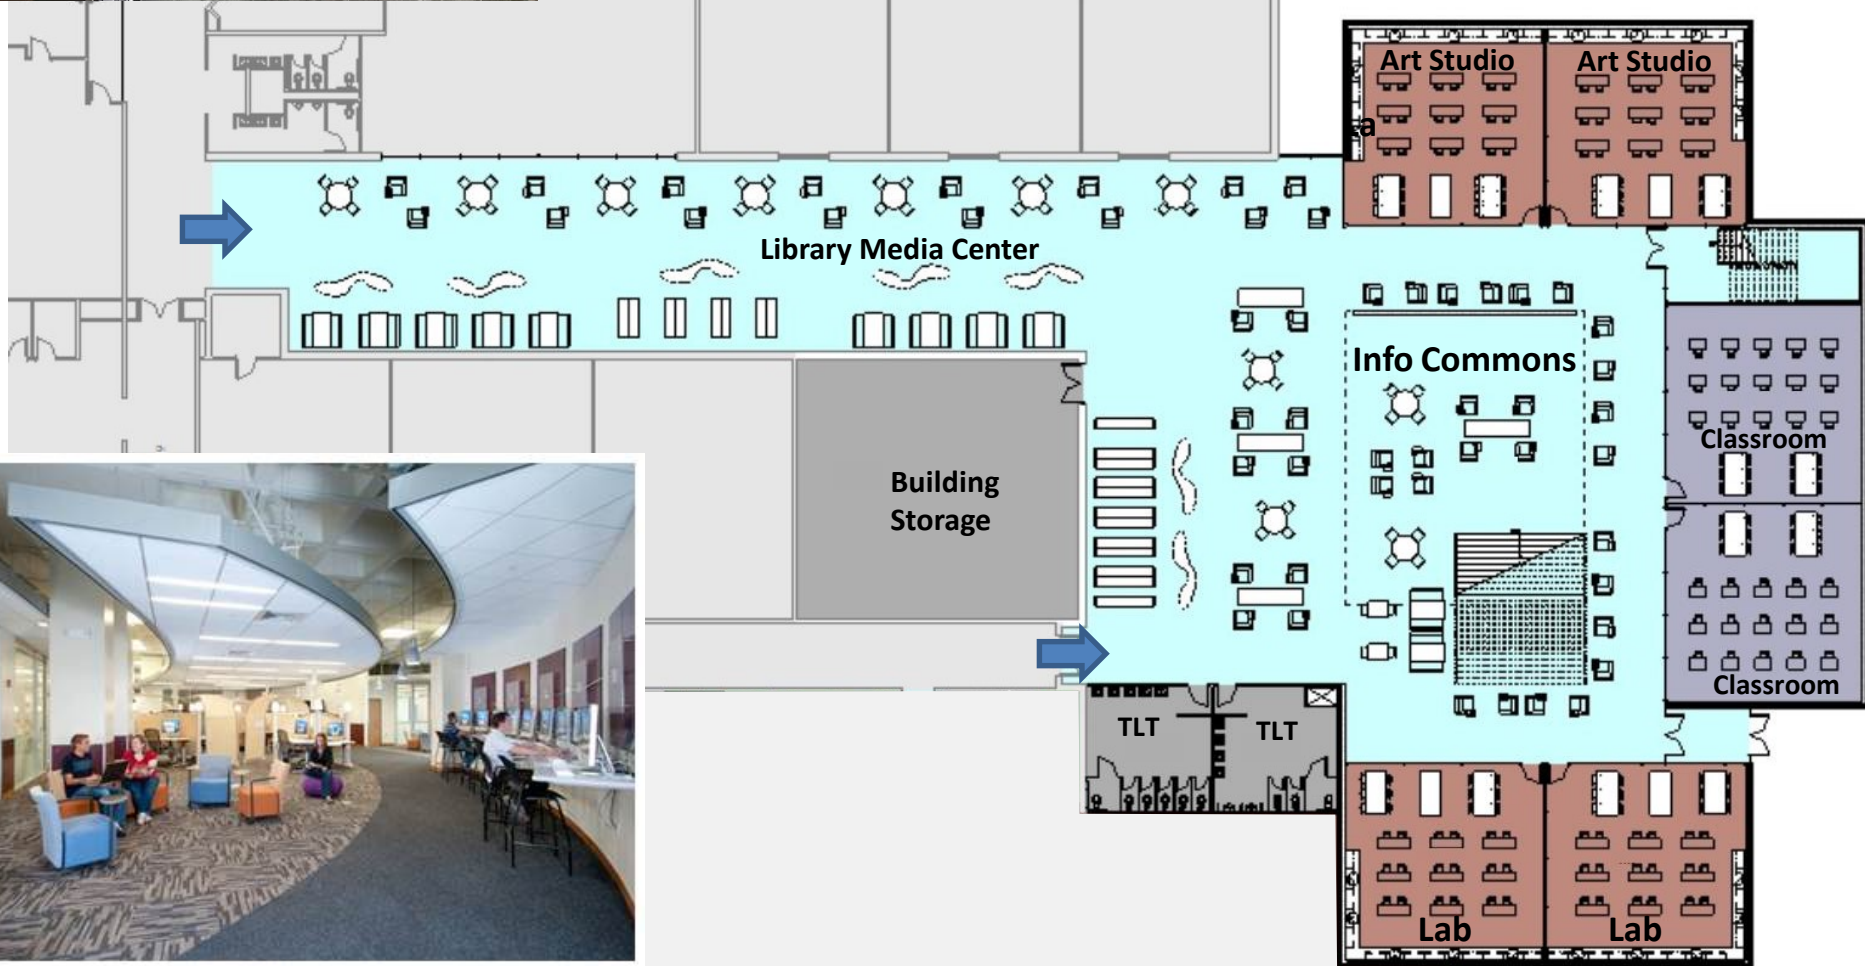 Art Studio
Art Studio
a
Library Media Center
Info Commons
Classroom
Building
Storage
Classroom
TLT
TLT
Lab
Lab